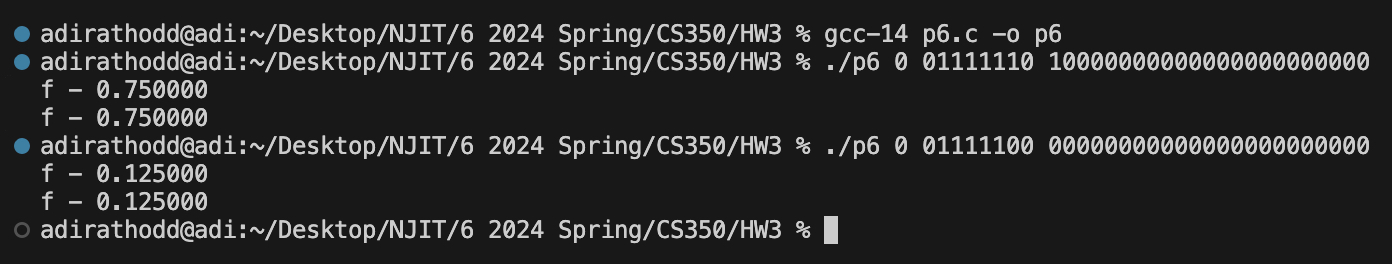 adirathodd@adi:~/Desktop/NJIT/6 2024 Spring/CS350/HW3 % gcc-14 p6.c -o p6
adirathodd@adi:~/Desktop/NJIT/6 2024 Spring/CS350/HW3 % ./p6 0 01111110 10000000000000000000000
f - 0.750000
f - 0.750000
adirathodd@adi:~/Desktop/NJIT/6 2024 Spring/CS350/HW3 % ./p6 0 01111100 00000000000000000000000
f - 0.125000
f - 0.125000
adirathodd@adi:~/Desktop/NJIT/6 2024 Spring/CS350/HW3 %